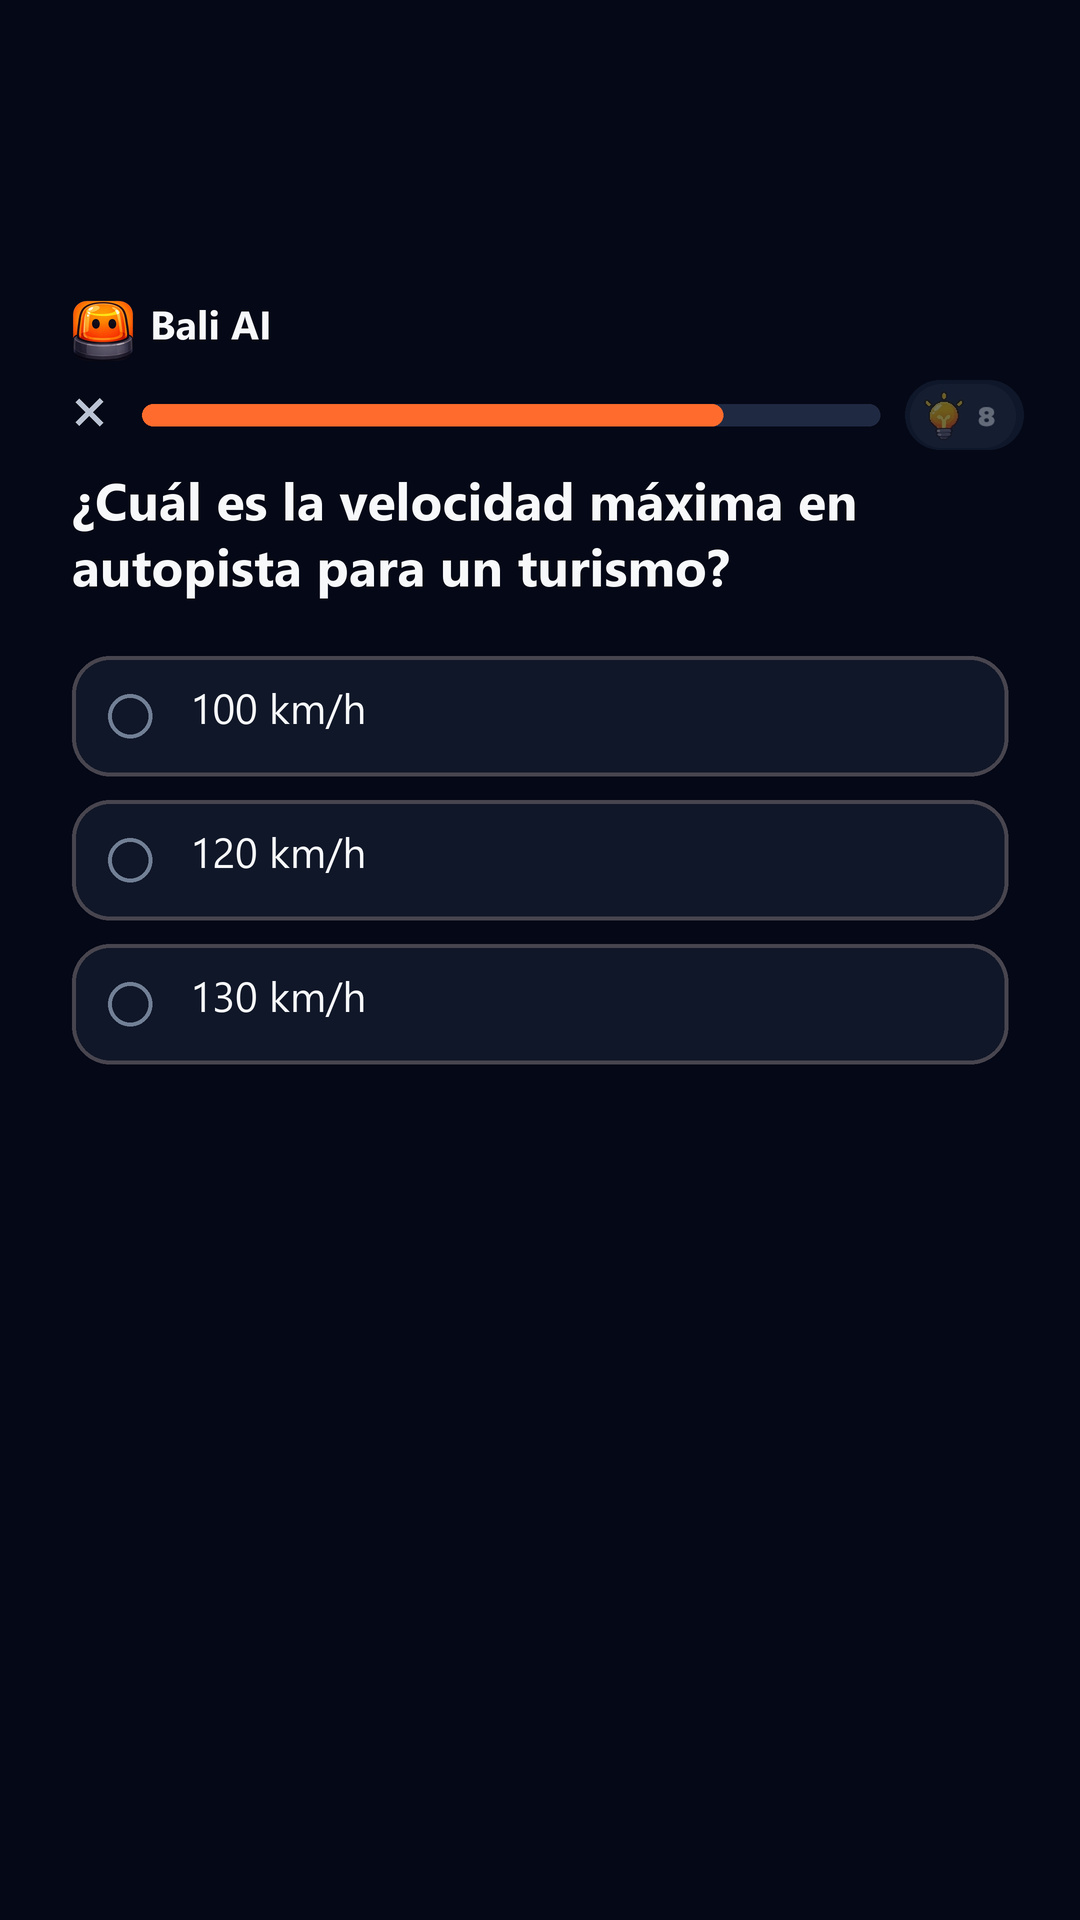 Bali AI
✕
8
¿Cuál es la velocidad máxima en
autopista para un turismo?
100 km/h
120 km/h
130 km/h